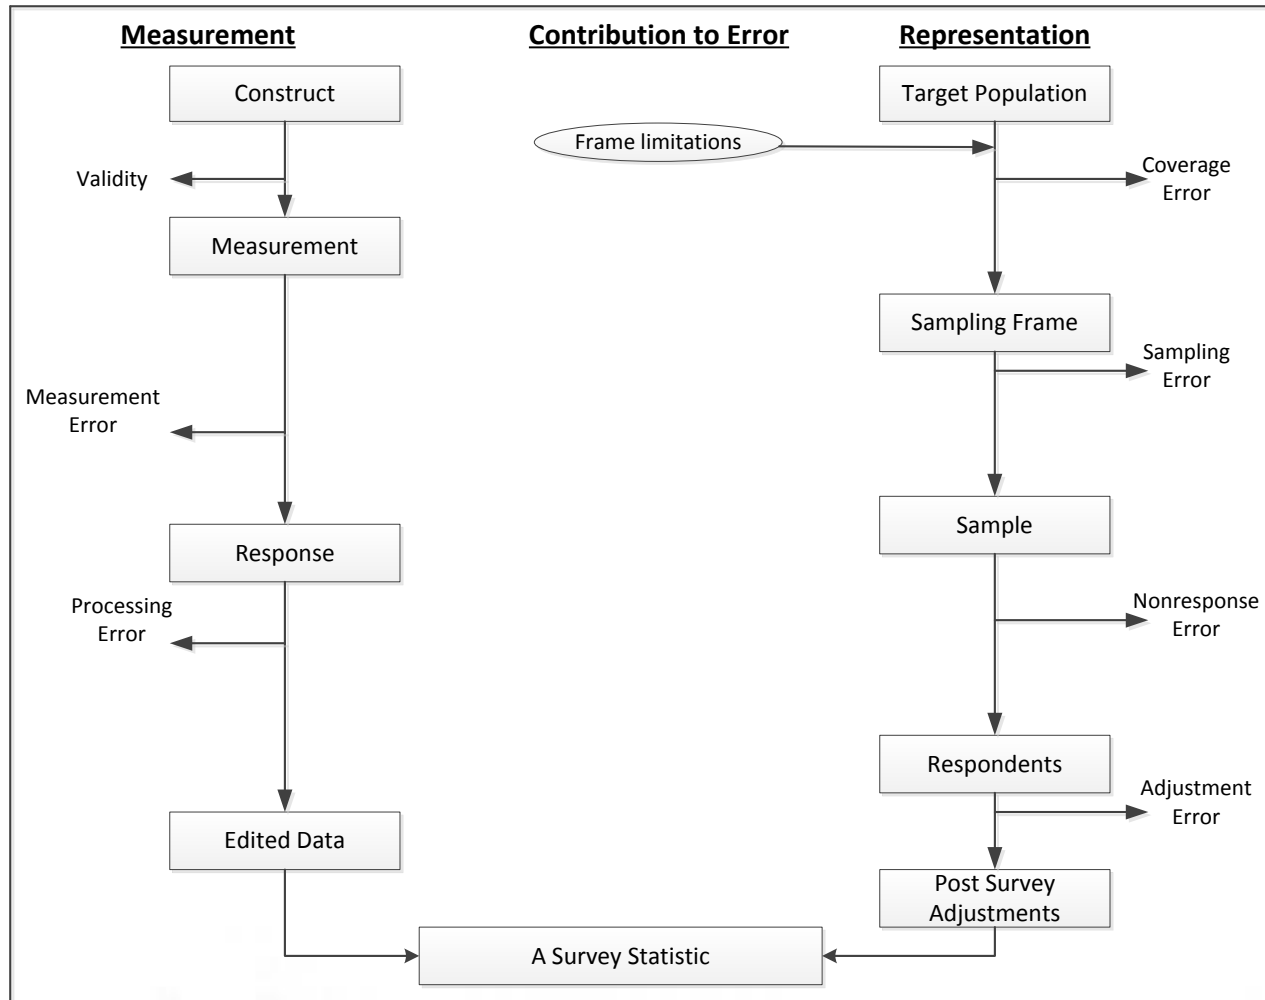 Measurement
Contribution to Error
Representation
Construct
Target Population
Frame limitations
Validity
Coverage
Error
Measurement
Sampling Frame
Sampling
Error
Measurement
Error
Sample
Response
Processing
Error
Nonresponse
Error
Respondents
Adjustment
Error
Edited Data
Post Survey
Adjustments
A Survey Statistic